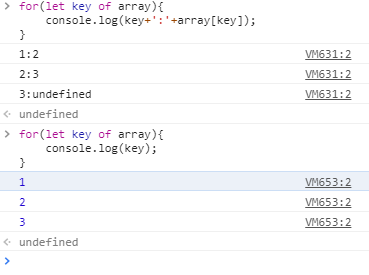 > for(let key of array){
    console.log(key+':'+array[key]);
}
1:2 VM631:2
2:3 VM631:2
3:undefined VM631:2
<· undefined
> for(let key of array){
    console.log(key);
}
1 VM653:2
2 VM653:2
3 VM653:2
<· undefined
>